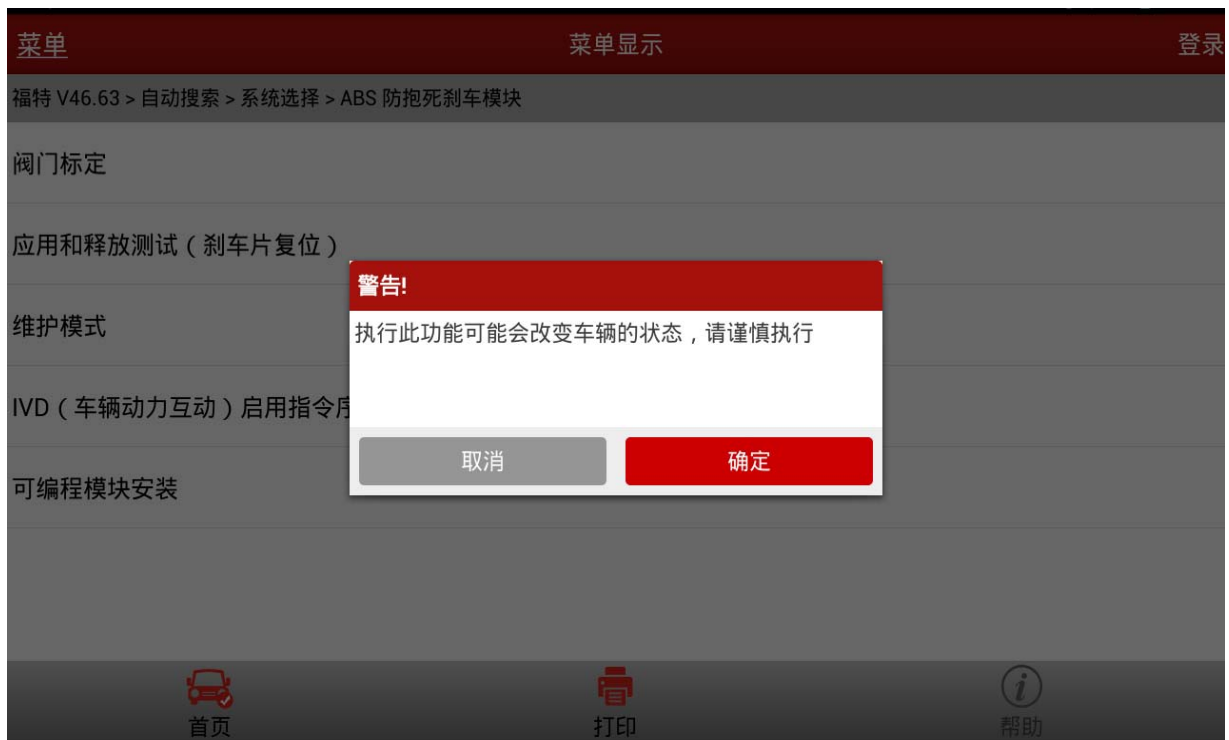 菜单 菜单显示 登录
福特 V46.63 > 自动搜索 > 系统选择 > ABS 防抱死刹车模块
阀门标定
应用和释放测试（刹车片复位）
警告!
维护模式
执行此功能可能会改变车辆的状态，请谨慎执行
IVD（车辆动力互动）启用指令
取消 确定
可编程模块安装
首页 打印 帮助